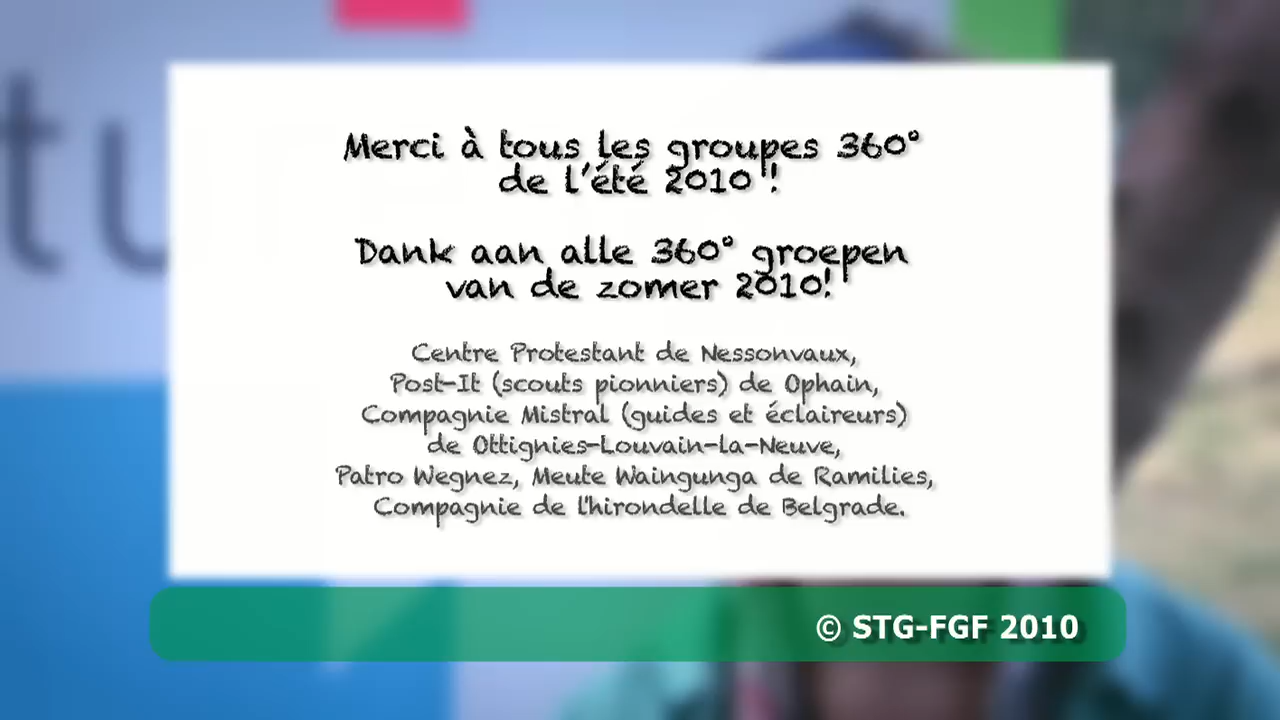 tu
Merci à tous les groupes 360°
de l'été 2010 !
Dank aan alle 360° groepen
van de zomer 2010!
Centre Protestant de Nessonvaux,
Post-It (scouts pionniers) de Ophain,
Compagnie Mistral (guides et éclaireurs)
de Ottignies-Louvain-la-Neuve,
Patro Wegnez, Meute Waingunga de Ramilies,
Compagnie de l'hirondelle de Belgrade.
© STG-FGF 2010